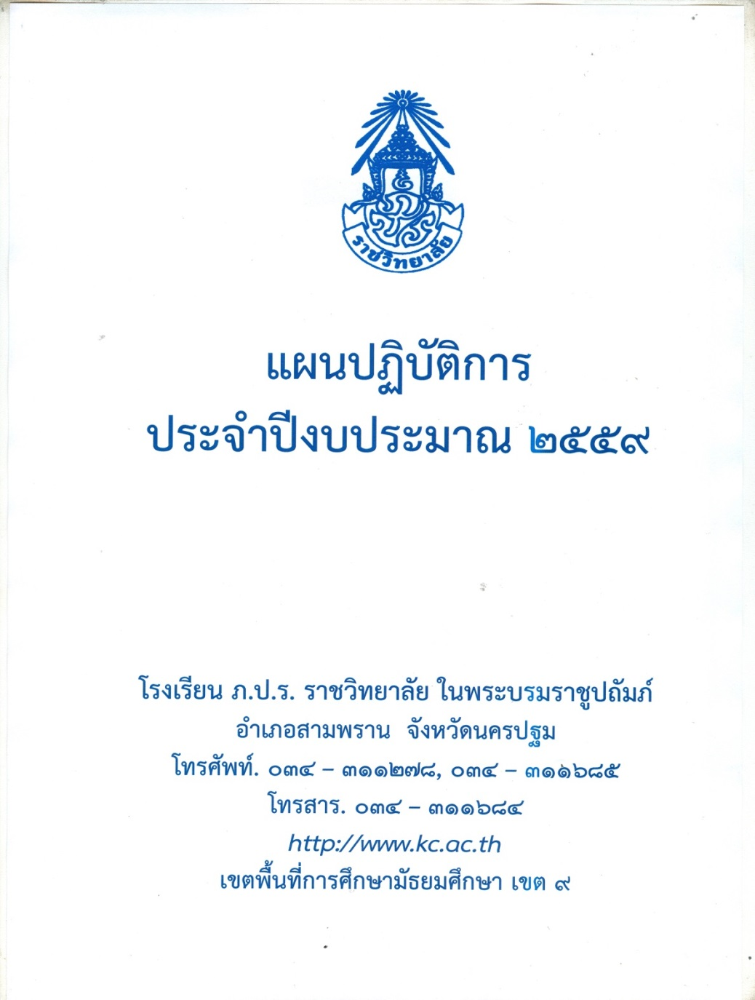 ราชวิทยาลัย
แผนปฏิบัติการ
ประจำปีงบประมาณ ๒๕๕๙
โรงเรียน ภ.ป.ร. ราชวิทยาลัย ในพระบรมราชูปถัมภ์
อำเภอสามพราน จังหวัดนครปฐม
โทรศัพท์. ๐๓๔ – ๓๑๑๒๗๘, ๐๓๔ – ๓๑๑๖๘๕
โทรสาร. ๐๓๔ – ๓๑๑๖๘๔
http://www.kc.ac.th
เขตพื้นที่การศึกษามัธยมศึกษา เขต ๙